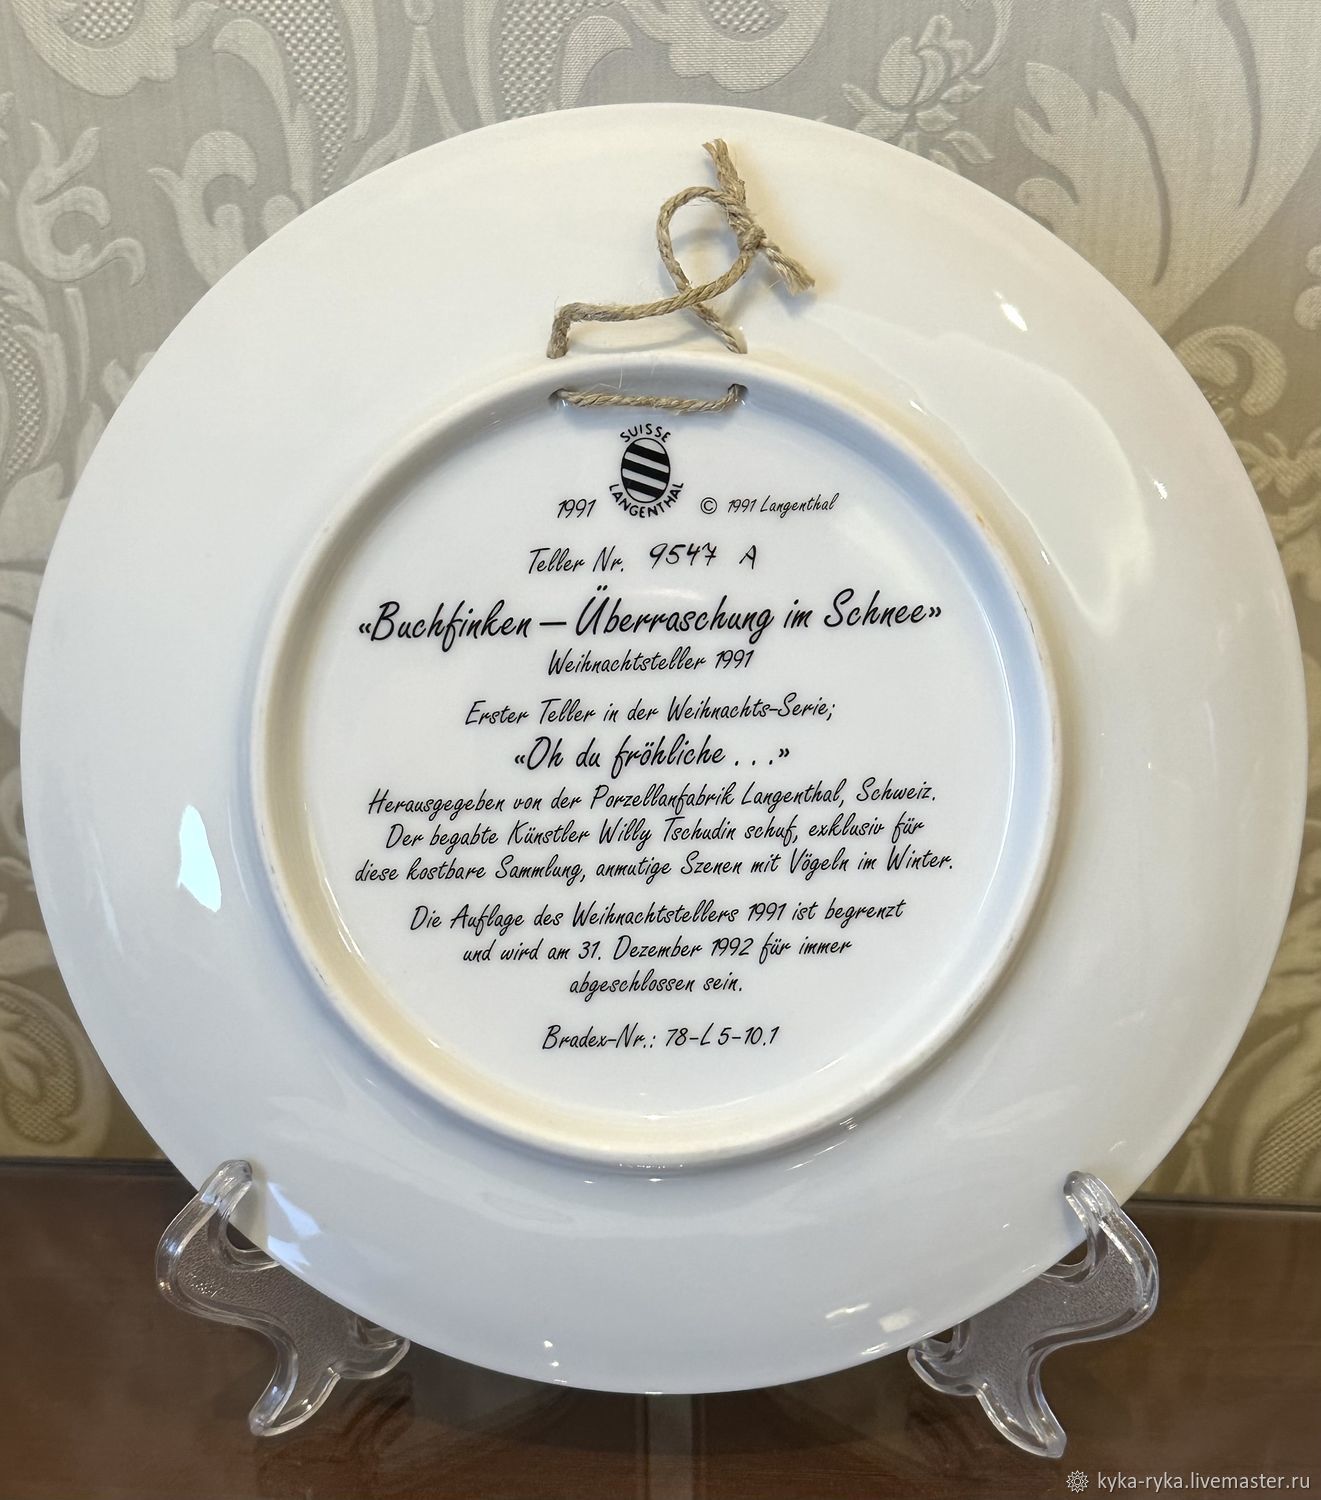 SUISSE
LANGENTHAL
1991
© 1991 Langenthal
Teller Nr. 9547 A
«Buchfinken – Überraschung im Schnee»
Weihnachtsteller 1991
Erster Teller in der Weihnachts-Serie;
«Oh du fröhliche . . .»
Herausgegeben von der Porzellanfabrik Langenthal, Schweiz.
Der begabte Künstler Willy Tschudin schuf, exklusiv für
diese kostbare Sammlung, anmutige Szenen mit Vögeln im Winter.
Die Auflage des Weihnachtstellers 1991 ist begrenzt
und wird am 31. Dezember 1992 für immer
abgeschlossen sein.
Bradex-Nr.: 78-L 5-10.1
kyka-ryka.livemaster.ru